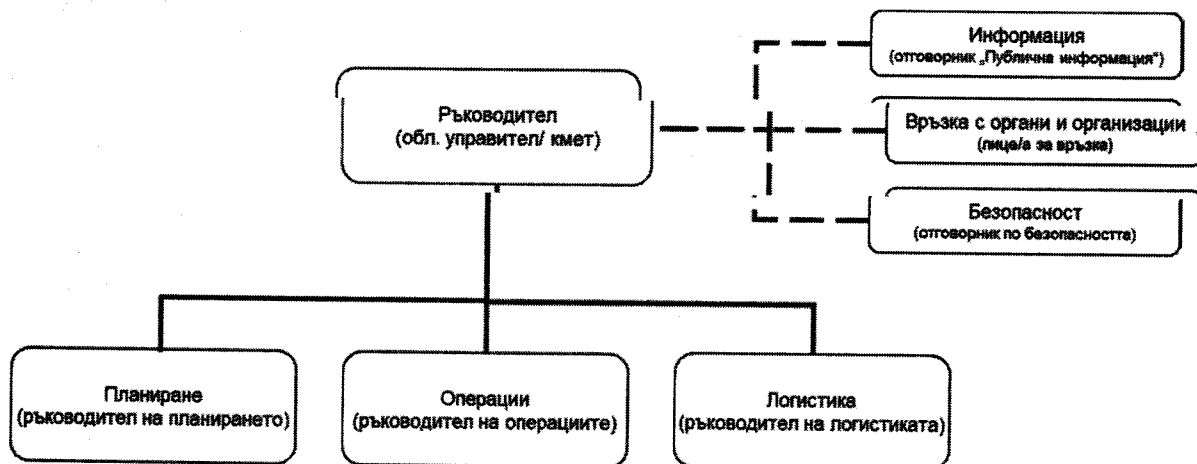 Информация
(отговорник „Публична информация“)
Ръководител
(обл. управител/ кмет)
Връзка с органи и организации
(лице/а за връзка)
Безопасност
(отговорник по безопасността)
Планиране
(ръководител на планирането)
Операции
(ръководител на операциите)
Логистика
(ръководител на логистиката)